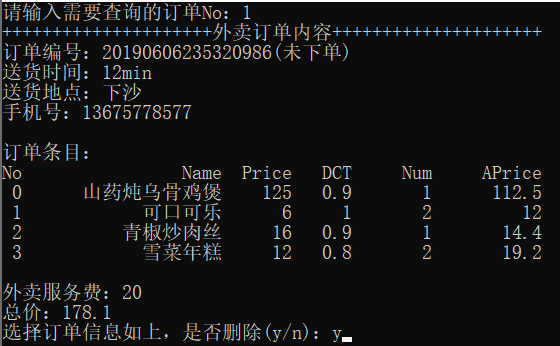 请输入需要查询的订单No: 1
+++++++++++++++++++++外卖订单内容+++++++++++++++++++++
订单编号: 20190606235320986(未下单)
送货时间: 12min
送货地点: 下沙
手机号: 13675778577
订单条目:
No Name Price DCT Num APrice
0 山药炖乌骨鸡煲 125 0.9 1 112.5
1 可口可乐 6 1 2 12
2 青椒炒肉丝 16 0.9 1 14.4
3 雪菜年糕 12 0.8 2 19.2
外卖服务费: 20
总价: 178.1
选择订单信息如上，是否删除(y/n): y